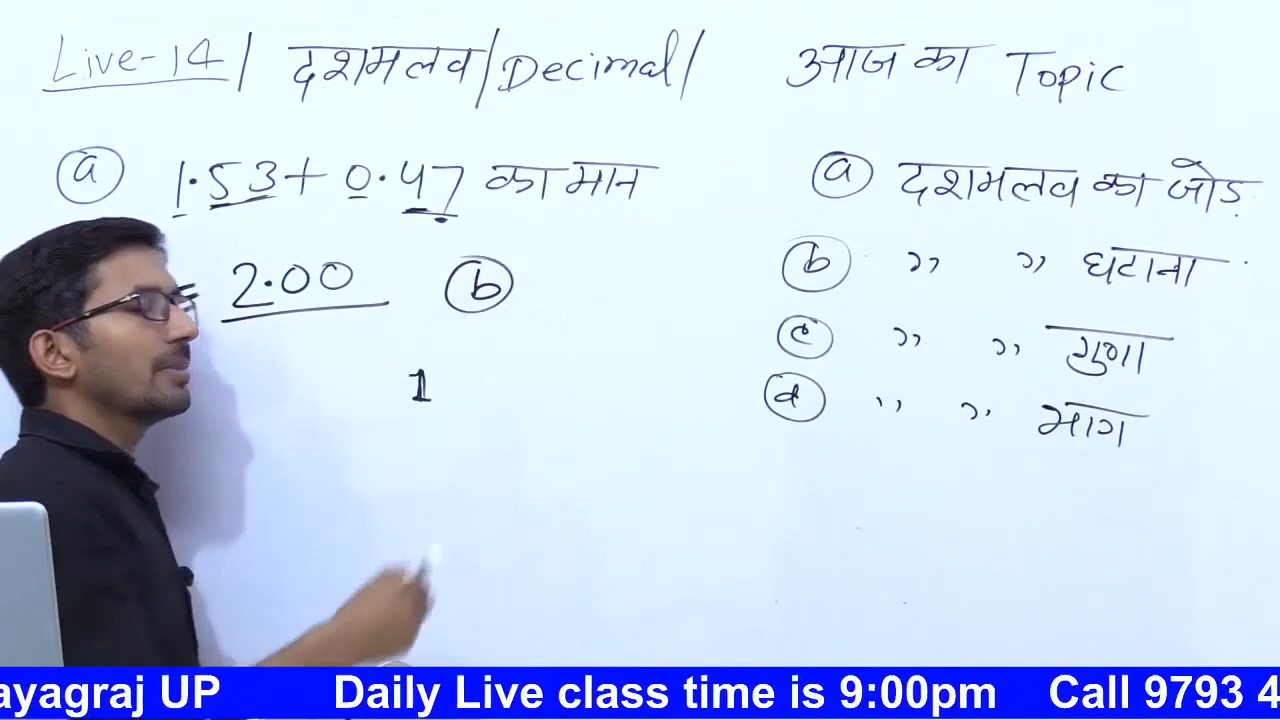 Live-14 / दशमलव / Decimal / आज का Topic
(a) 1.53 + 0.47 का मान
= 2.00 (b)
1
(a) दशमलव का जोड़
(b) ,, ,, घटाना
(c) ,, ,, गुणा
(d) ,, ,, भाग
ayagraj UP Daily Live class time is 9:00pm Call 9793 4